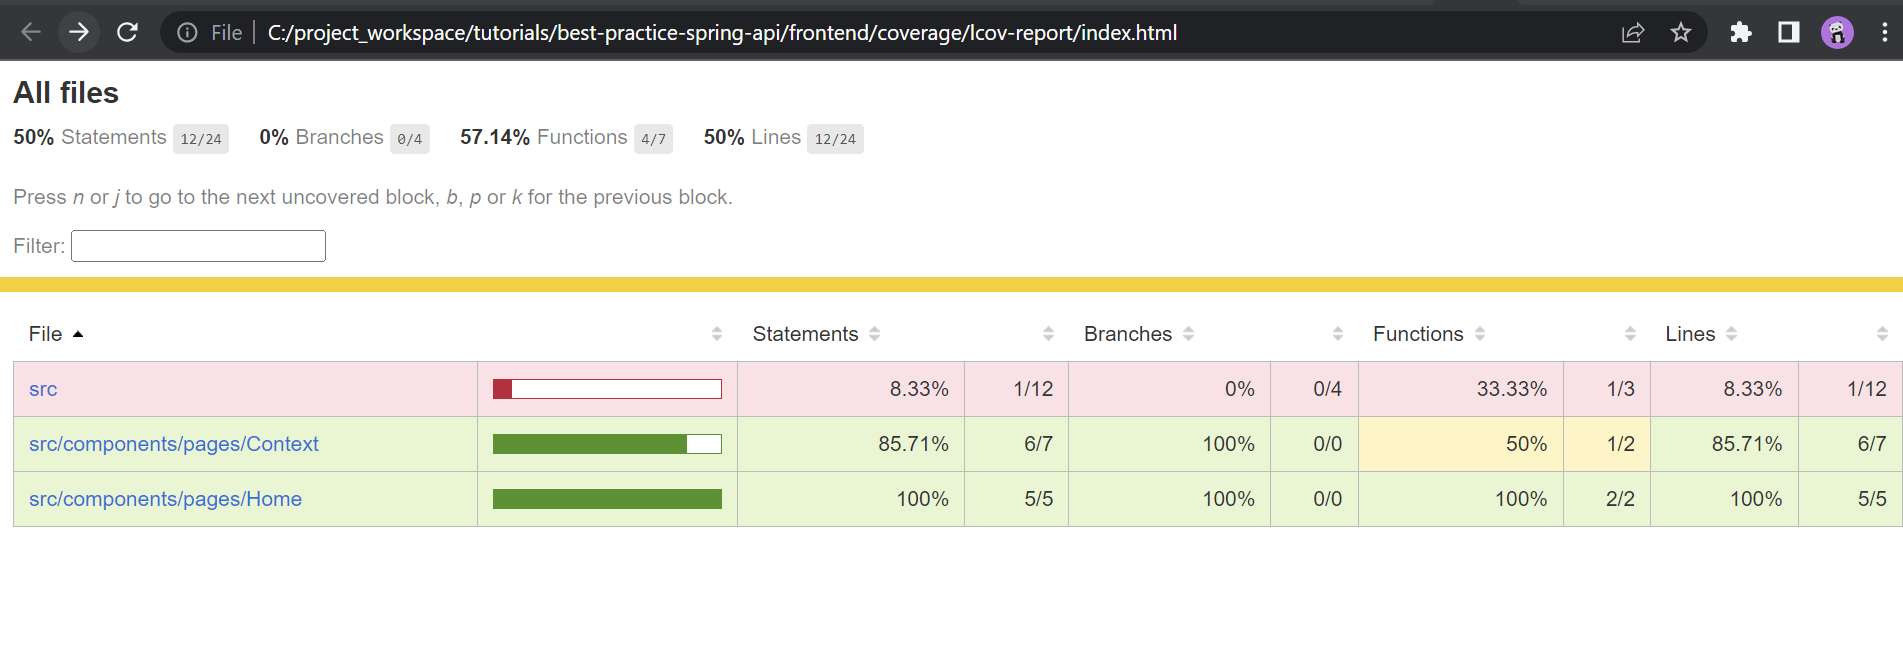 File C:/project_workspace/tutorials/best-practice-spring-api/frontend/coverage/lcov-report/index.html
All files
50% Statements 12/24 0% Branches 0/4 57.14% Functions 4/7 50% Lines 12/24
Press n or j to go to the next uncovered block, b, p or k for the previous block.
Filter:
File Statements Branches Functions Lines
src 8.33% 1/12 0% 0/4 33.33% 1/3 8.33% 1/12
src/components/pages/Context 85.71% 6/7 100% 0/0 50% 1/2 85.71% 6/7
src/components/pages/Home 100% 5/5 100% 0/0 100% 2/2 100% 5/5